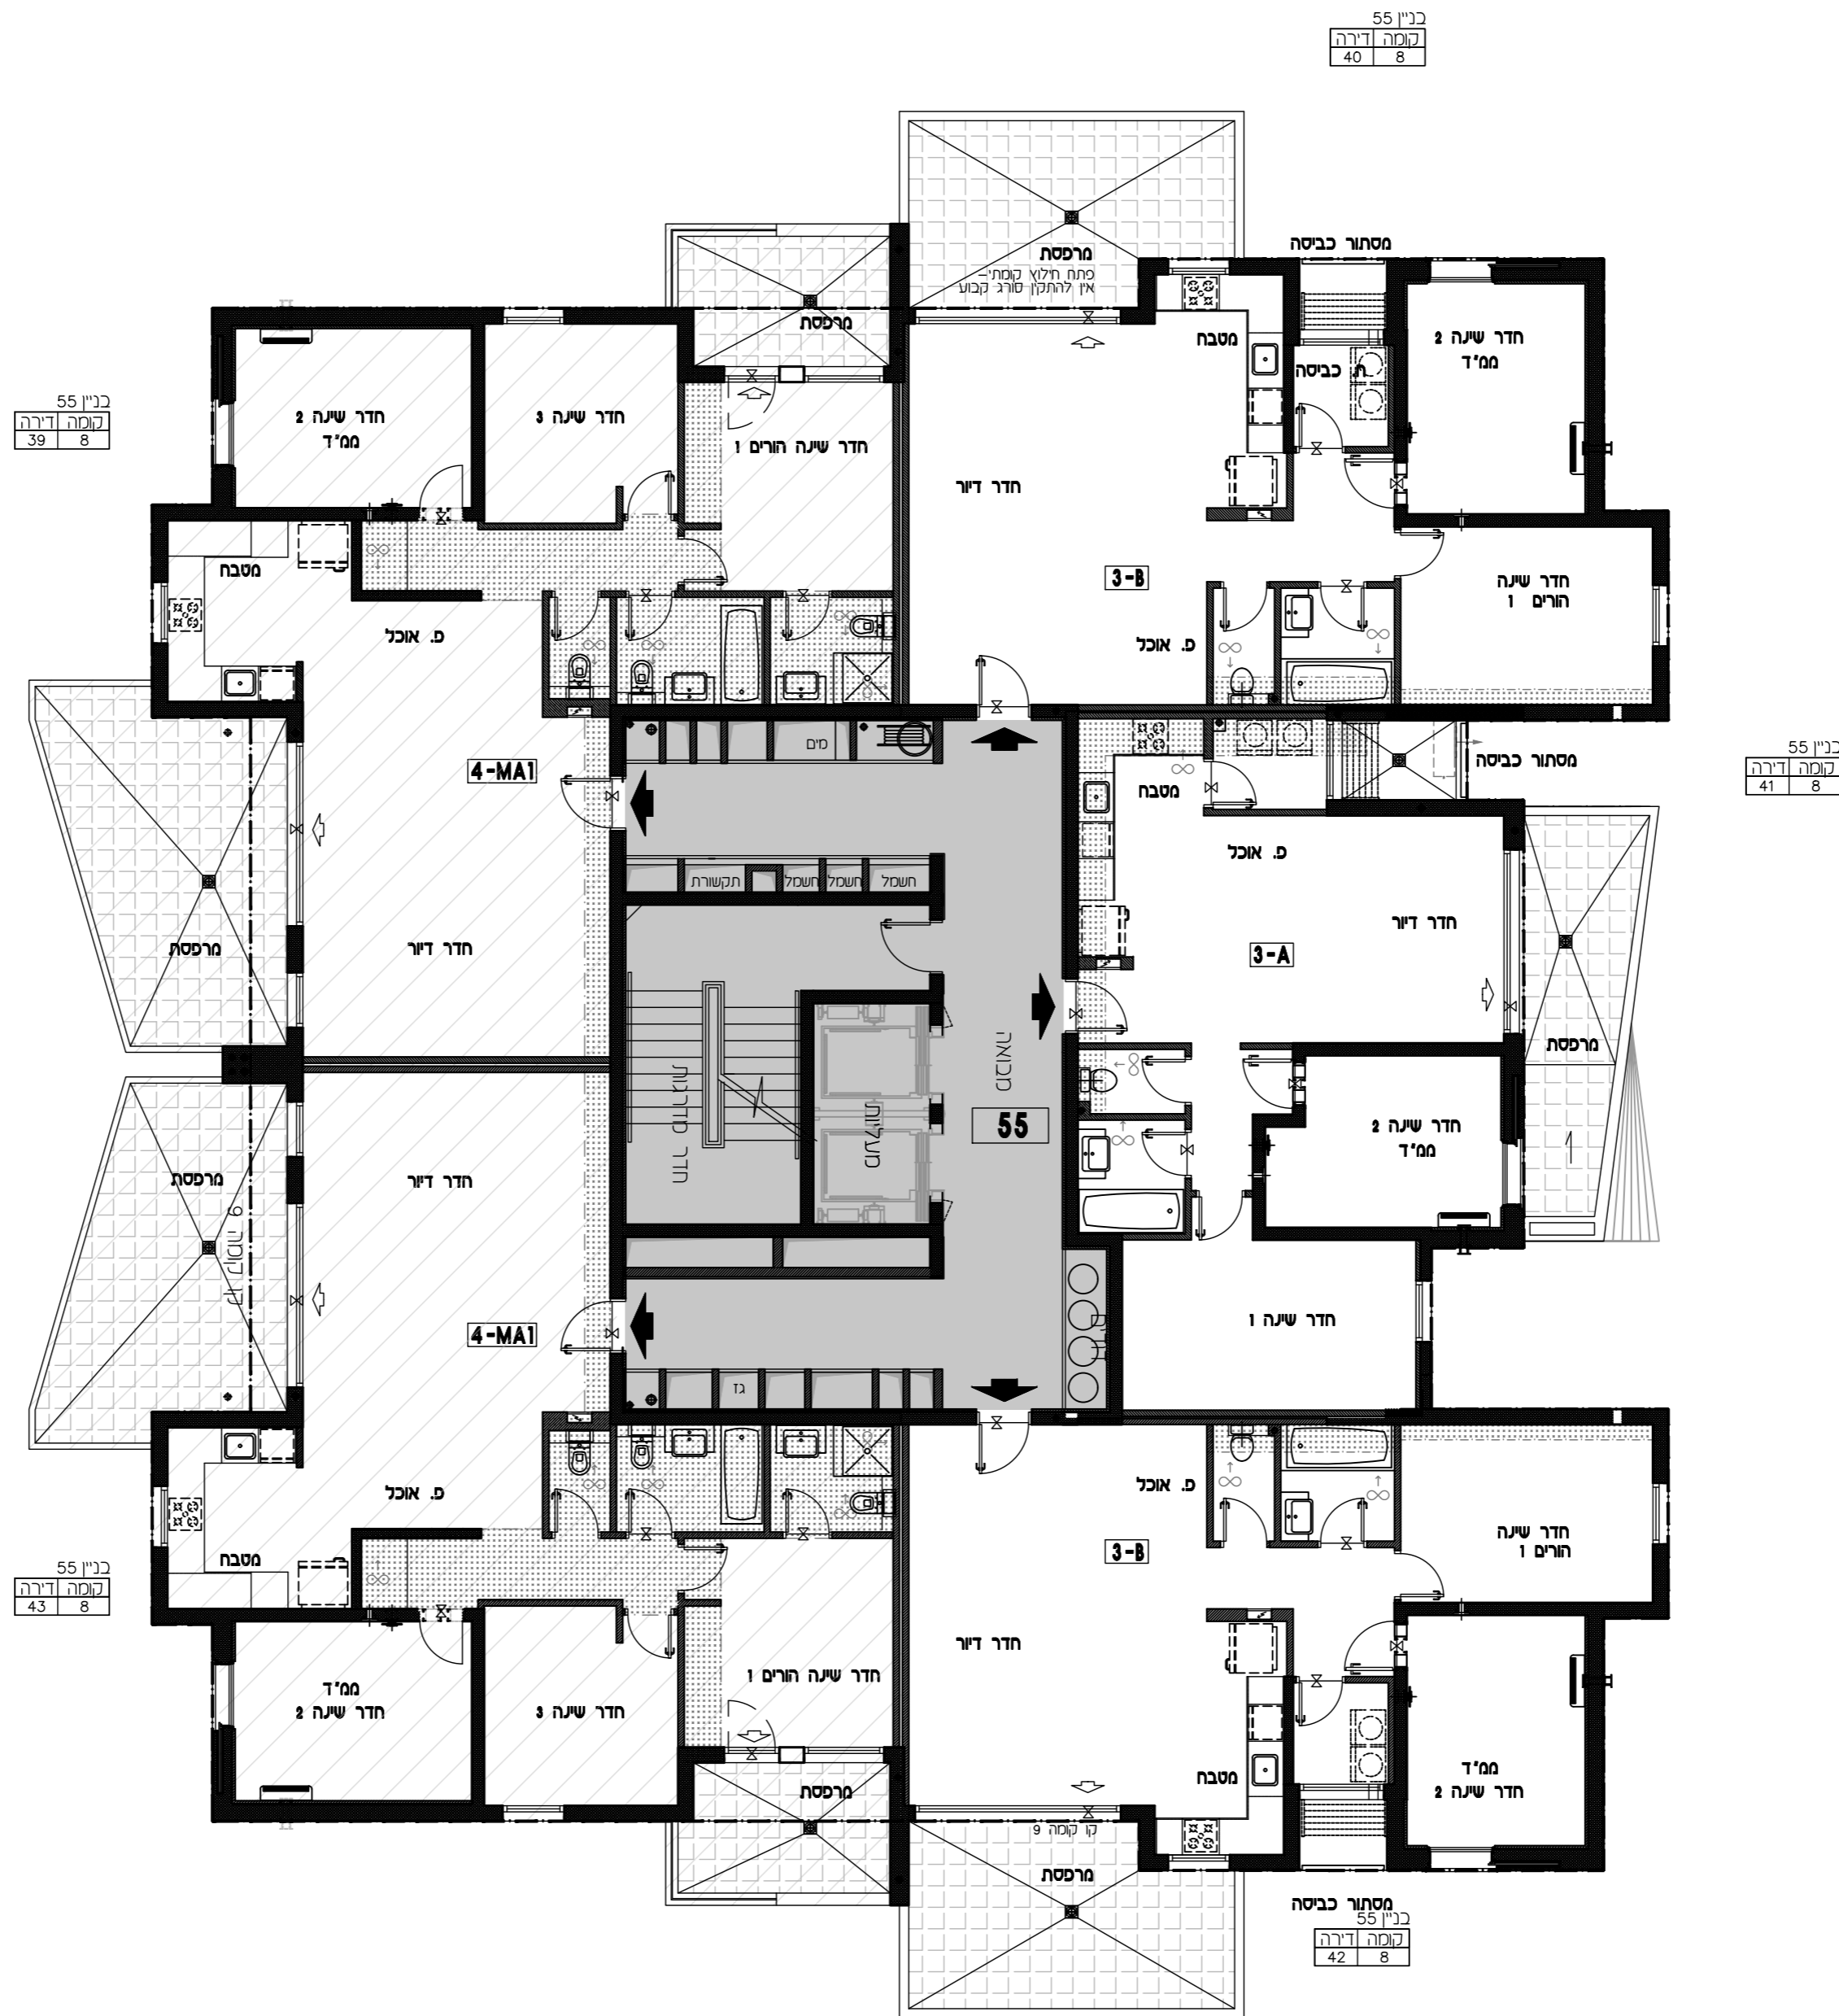 בניין 55
קומה דירה
8 40
מסתור כביסה
מרפסת
פתח חילוץ קומתי-
אין להתקין סורג קבוע
מטבח
חדר שינה 2
ממ"ד
ח. כביסה
חדר דיור
3-B
פ. אוכל
חדר שינה
הורים 1
בניין 55
קומה דירה
8 39
מרפסת
חדר שינה 2
ממ"ד
חדר שינה 3
חדר שינה הורים 1
מטבח
פ. אוכל
4-MA1
חדר דיור
מרפסת
בניין 55
קומה דירה
8 41
מסתור כביסה
מטבח
פ. אוכל
חדר דיור
3-A
מרפסת
חדר שינה 2
ממ"ד
חדר שינה 1
מים
חשמל
חשמל
חשמל
תקשורת
מבואה
חדר מדרגות
מעליות
55
גז
מרפסת
קו קומה 9
חדר דיור
4-MA1
פ. אוכל
מטבח
בניין 55
קומה דירה
8 43
ממ"ד
חדר שינה 2
חדר שינה 3
חדר שינה הורים 1
מרפסת
פ. אוכל
3-B
חדר שינה
הורים 1
חדר דיור
מטבח
ממ"ד
חדר שינה 2
קו קומה 9
מרפסת
מסתור כביסה
בניין 55
קומה דירה
8 42